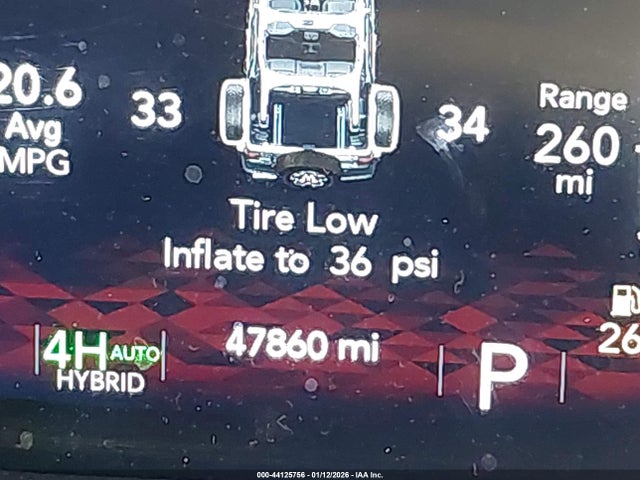 20.6
Avg
MPG
33
34
Range
260
mi
Tire Low
Inflate to 36 psi
4H AUTO
HYBRID
47860 mi
P
26
000-44125756 - 01/12/2026 - IAA Inc.